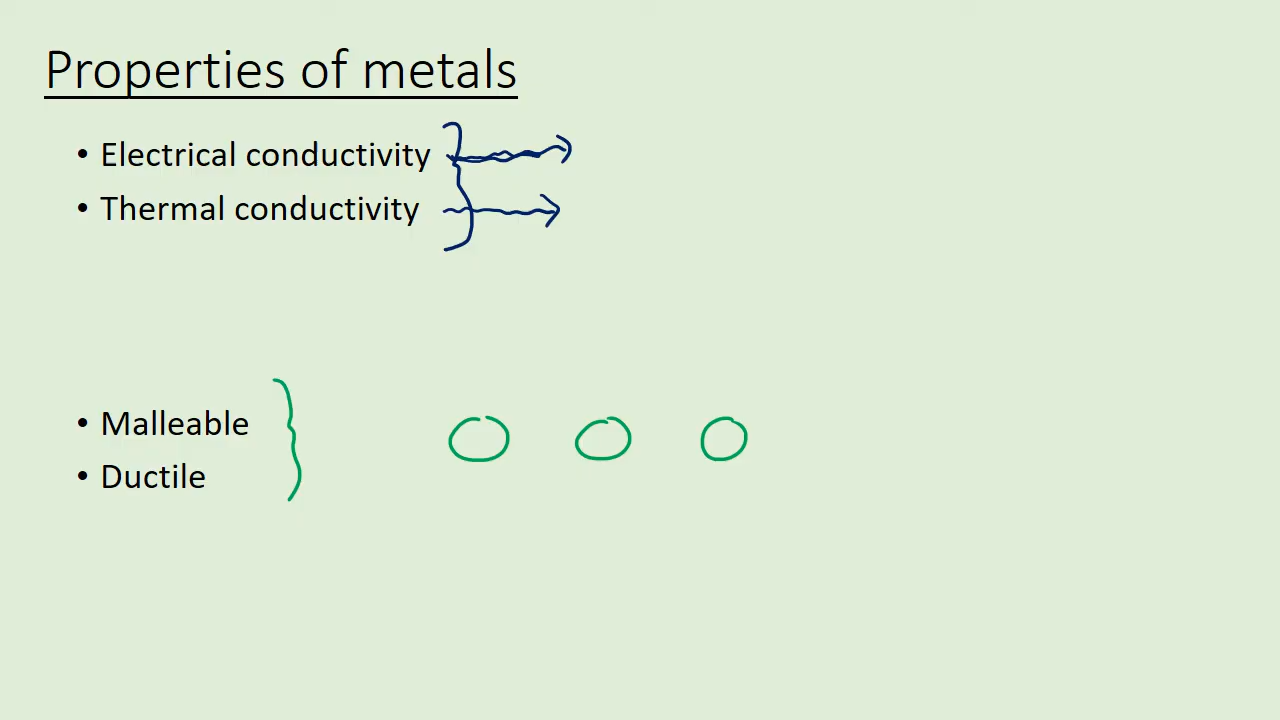 Properties of metals
• Electrical conductivity
• Thermal conductivity
• Malleable
• Ductile